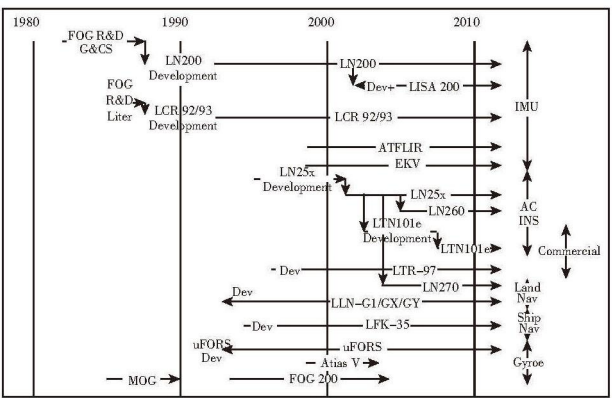 1980 1990 2000 2010
FOG R&D
G&CS
LN200
Development
LN200
Dev+ LISA 200
FOG
R&D
Liter
LCR 92/93
Development
LCR 92/93
IMU
ATFLIR
EKV
LN25x
Development
LN25x
LN260
AC
INS
LTN101e
Development
LTN101e
Commercial
Dev
LTR-97
LN270
Land
Nav
Dev
LLN-G1/GX/GY
Dev
LFK-35
Ship
Nav
uFORS
Dev
uFORS
Atias V
Gyroe
MOG
FOG 200